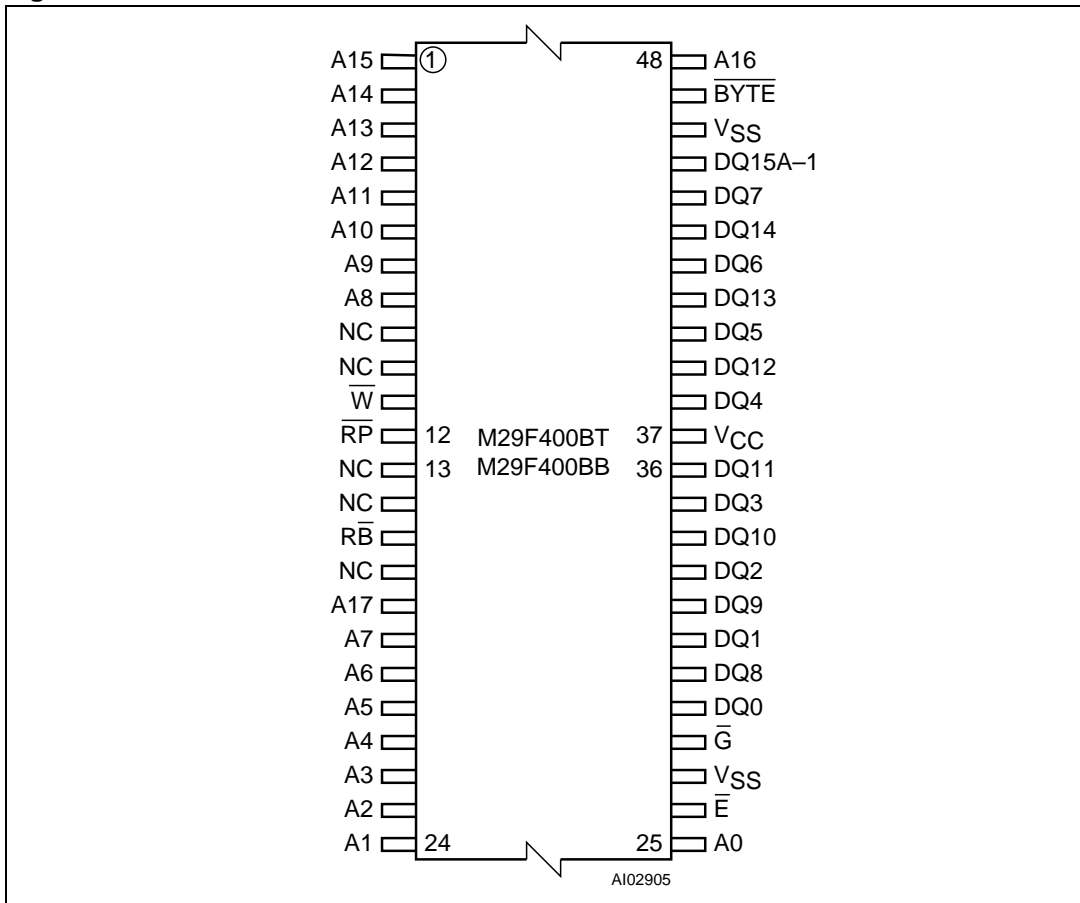 A15 1 48 A16
A14 B̅Y̅T̅E̅
A13 VSS
A12 DQ15A–1
A11 DQ7
A10 DQ14
A9 DQ6
A8 DQ13
NC DQ5
NC DQ12
W̅ DQ4
R̅P̅ 12 M29F400BT 37 VCC
NC 13 M29F400BB 36 DQ11
NC DQ3
RB̅ DQ10
NC DQ2
A17 DQ9
A7 DQ1
A6 DQ8
A5 DQ0
A4 G̅
A3 VSS
A2 E̅
A1 24 25 A0
AI02905